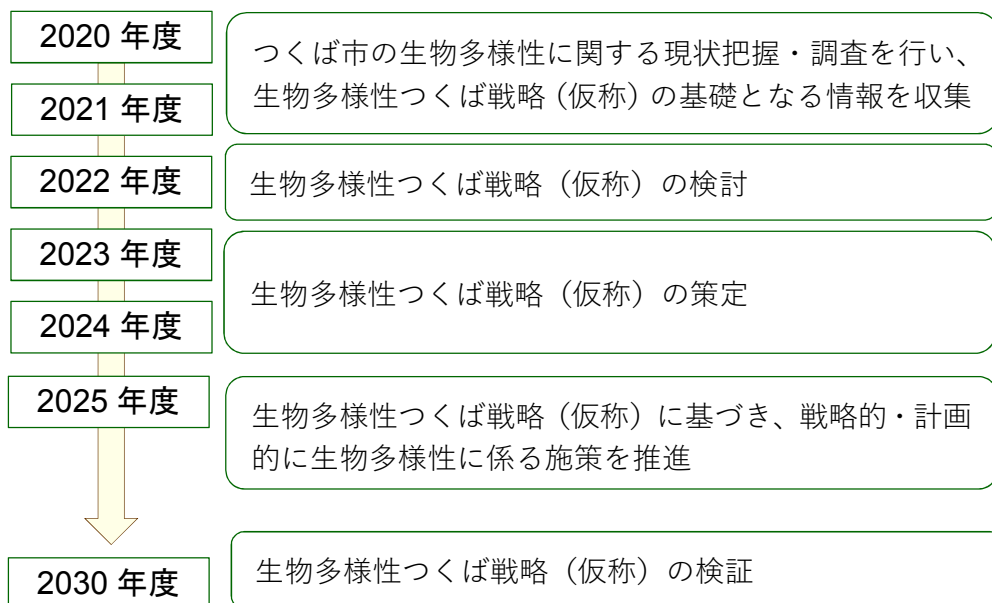 2020 年度
つくば市の生物多様性に関する現状把握・調査を行い、
生物多様性つくば戦略（仮称）の基礎となる情報を収集
2021 年度
2022 年度
生物多様性つくば戦略（仮称）の検討
2023 年度
生物多様性つくば戦略（仮称）の策定
2024 年度
2025 年度
生物多様性つくば戦略（仮称）に基づき、戦略的・計画
的に生物多様性に係る施策を推進
2030 年度
生物多様性つくば戦略（仮称）の検証